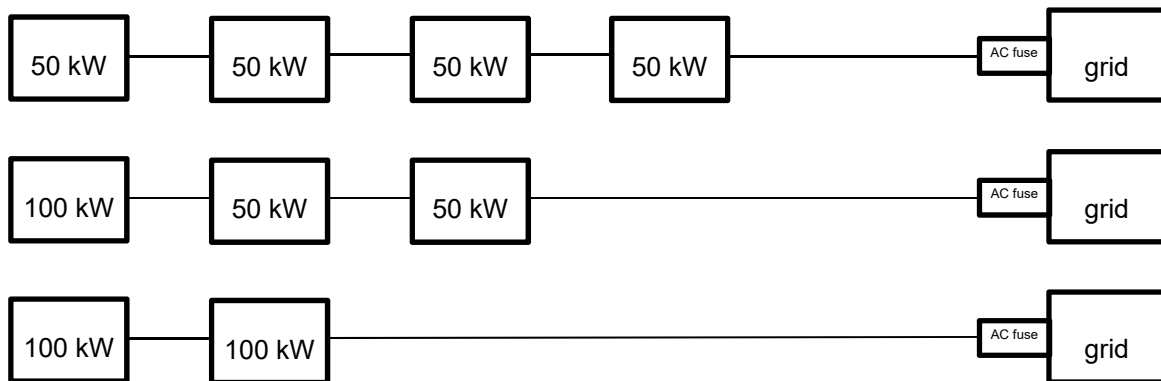 50 kW 50 kW 50 kW 50 kW AC fuse grid
100 kW 50 kW 50 kW AC fuse grid
100 kW 100 kW AC fuse grid